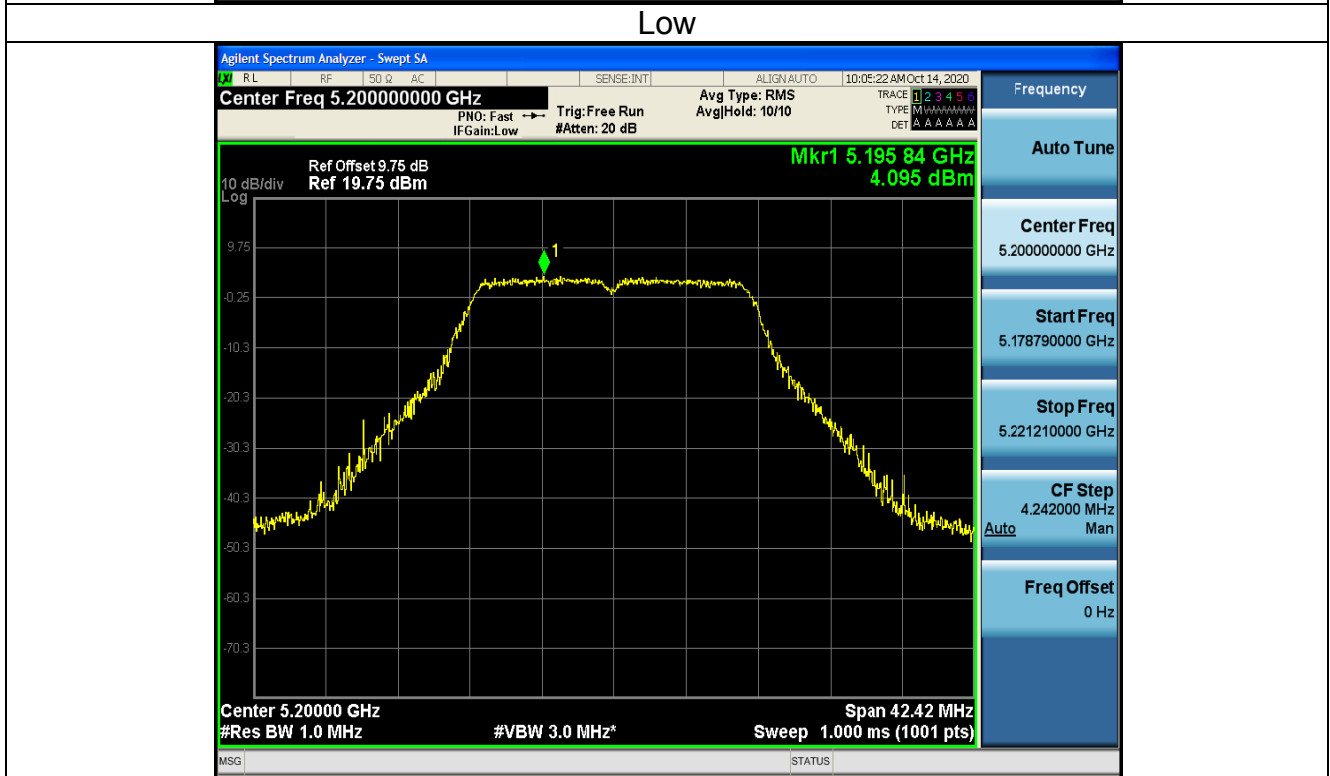 Low
Agilent Spectrum Analyzer - Swept SA
LXI RL RF 50 Ω AC SENSE:INT ALIGN AUTO 10:05:22 AM Oct 14, 2020
Center Freq 5.200000000 GHz
PNO: Fast
IFGain:Low
Trig: Free Run
#Atten: 20 dB
Avg Type: RMS
Avg|Hold: 10/10
TRACE 1 2 3 4 5 6
TYPE M
DET A A A A A A
Mkr1 5.195 84 GHz
4.095 dBm
Ref Offset 9.75 dB
10 dB/div Ref 19.75 dBm
Log
9.75
-0.25
-10.3
-20.3
-30.3
-40.3
-50.3
-60.3
-70.3
1
Center 5.20000 GHz Span 42.42 MHz
#Res BW 1.0 MHz #VBW 3.0 MHz* Sweep 1.000 ms (1001 pts)
MSG STATUS
Frequency
Auto Tune
Center Freq
5.200000000 GHz
Start Freq
5.178790000 GHz
Stop Freq
5.221210000 GHz
CF Step
4.242000 MHz
Auto Man
Freq Offset
0 Hz